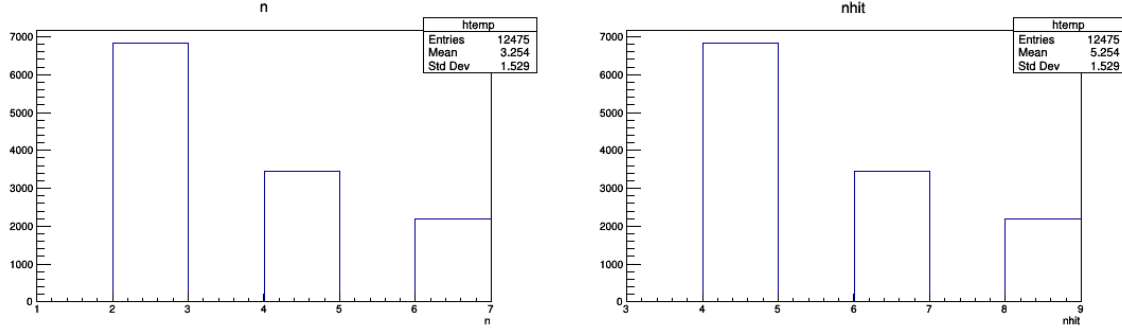 n
htemp
Entries 12475
Mean 3.254
Std Dev 1.529
7000
6000
5000
4000
3000
2000
1000
0
1 2 3 4 5 6 7
n
nhit
htemp
Entries 12475
Mean 5.254
Std Dev 1.529
7000
6000
5000
4000
3000
2000
1000
0
3 4 5 6 7 8 9
nhit